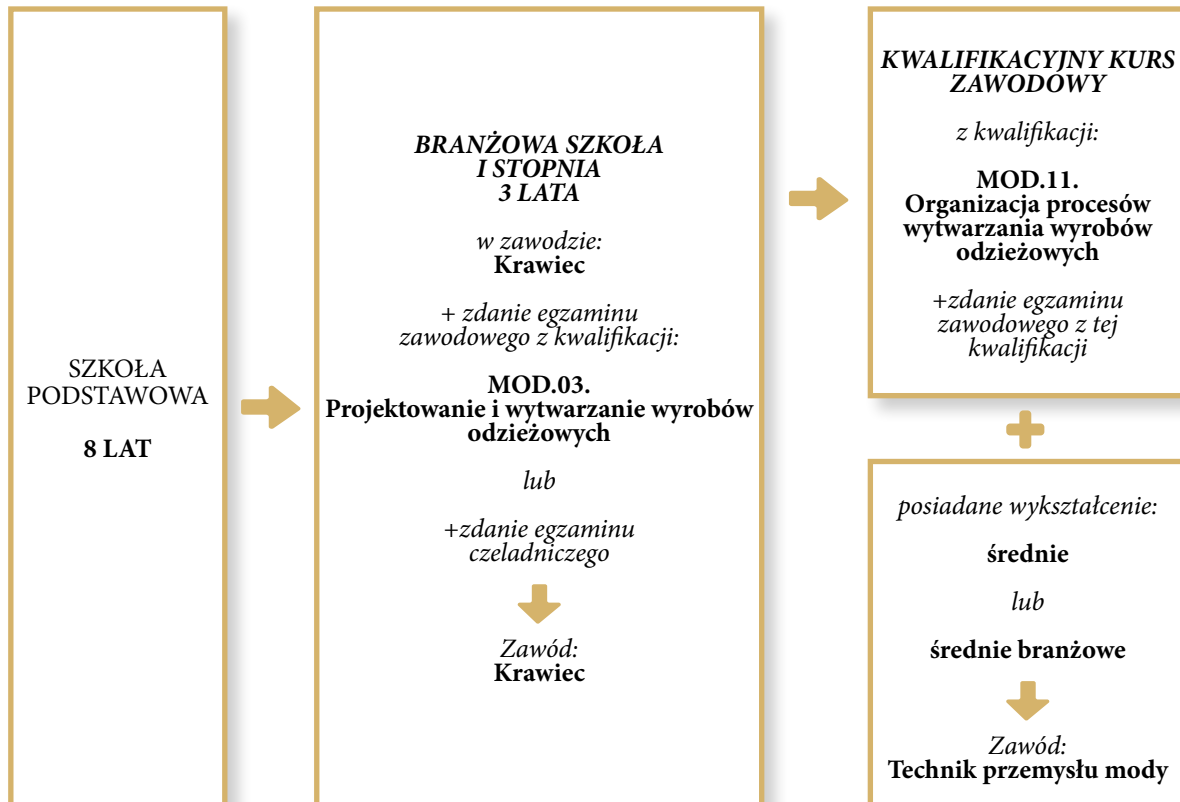 SZKOŁA
PODSTAWOWA
8 LAT
BRANŻOWA SZKOŁA
I STOPNIA
3 LATA
w zawodzie:
Krawiec
+ zdanie egzaminu
zawodowego z kwalifikacji:
MOD.03.
Projektowanie i wytwarzanie wyrobów
odzieżowych
lub
+zdanie egzaminu
czeladniczego
Zawód:
Krawiec
KWALIFIKACYJNY KURS
ZAWODOWY
z kwalifikacji:
MOD.11.
Organizacja procesów
wytwarzania wyrobów
odzieżowych
+zdanie egzaminu
zawodowego z tej
kwalifikacji
posiadane wykształcenie:
średnie
lub
średnie branżowe
Zawód:
Technik przemysłu mody